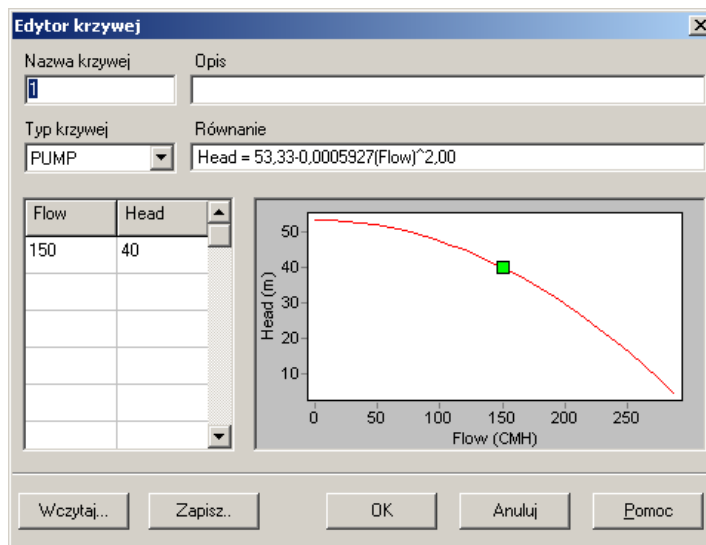 Edytor krzywej
Nazwa krzywej Opis
1
Typ krzywej Równanie
PUMP Head = 53,33-0,0005927(Flow)^2,00
Flow Head
150 40
Head (m)
50
40
30
20
10
0 50 100 150 200 250
Flow (CMH)
Wczytaj... Zapisz.. OK Anuluj Pomoc